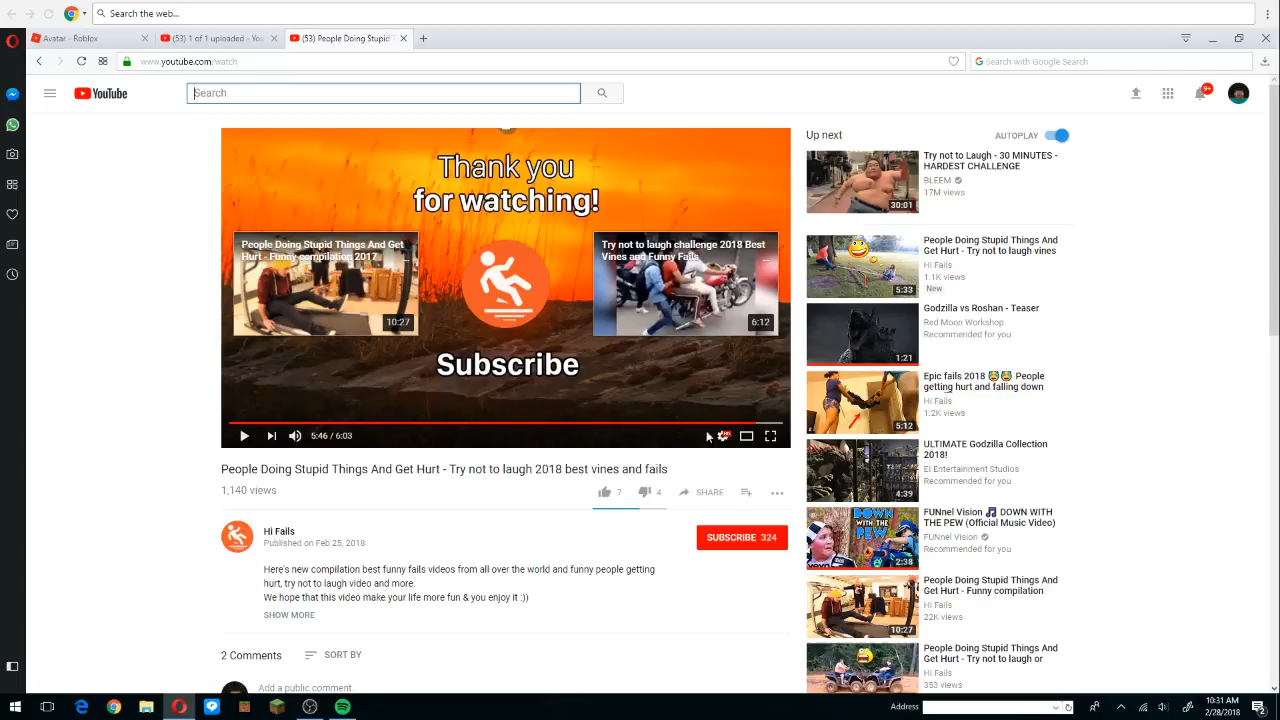 Search the web...
Avatar - Roblox
(53) 1 of 1 uploaded - You
(53) People Doing Stupid T
www.youtube.com/watch
Search with Google Search
YouTube
Search
9+
Thank you
for watching!
People Doing Stupid Things And Get
Hurt - Funny compilation 2017
10:27
Try not to laugh challenge 2018 Best
Vines and Funny Fails
6:12
Subscribe
5:46 / 6:03
HD
People Doing Stupid Things And Get Hurt - Try not to laugh 2018 best vines and fails
1,140 views
7
4
SHARE
Hi Fails
Published on Feb 25, 2018
SUBSCRIBE 324
Here's new compilation best funny fails videos from all over the world and funny people getting
hurt, try not to laugh video and more.
We hope that this video make your life more fun & you enjoy it :))
SHOW MORE
2 Comments
SORT BY
Add a public comment...
Up next
AUTOPLAY
Try not to Laugh - 30 MINUTES -
HARDEST CHALLENGE
BLEEM
17M views
30:01
People Doing Stupid Things And
Get Hurt - Try not to laugh vines
Hi Fails
1.1K views
New
5:33
Godzilla vs Roshan - Teaser
Red Moon Workshop
Recommended for you
1:21
Epic fails 2018 People
getting hurt and falling down
Hi Fails
1.2K views
5:12
ULTIMATE Godzilla Collection
2018!
EI Entertainment Studios
Recommended for you
4:39
FUNnel Vision 🎵 DOWN WITH
THE PEW (Official Music Video)
FUNnel Vision
Recommended for you
DOWN
WITH THE
PEW
vevo
2:38
People Doing Stupid Things And
Get Hurt - Funny compilation
Hi Fails
22K views
10:27
People Doing Stupid Things And
Get Hurt - Try not to laugh or
Hi Fails
353 views
Address
10:31 AM
2/28/2018
2